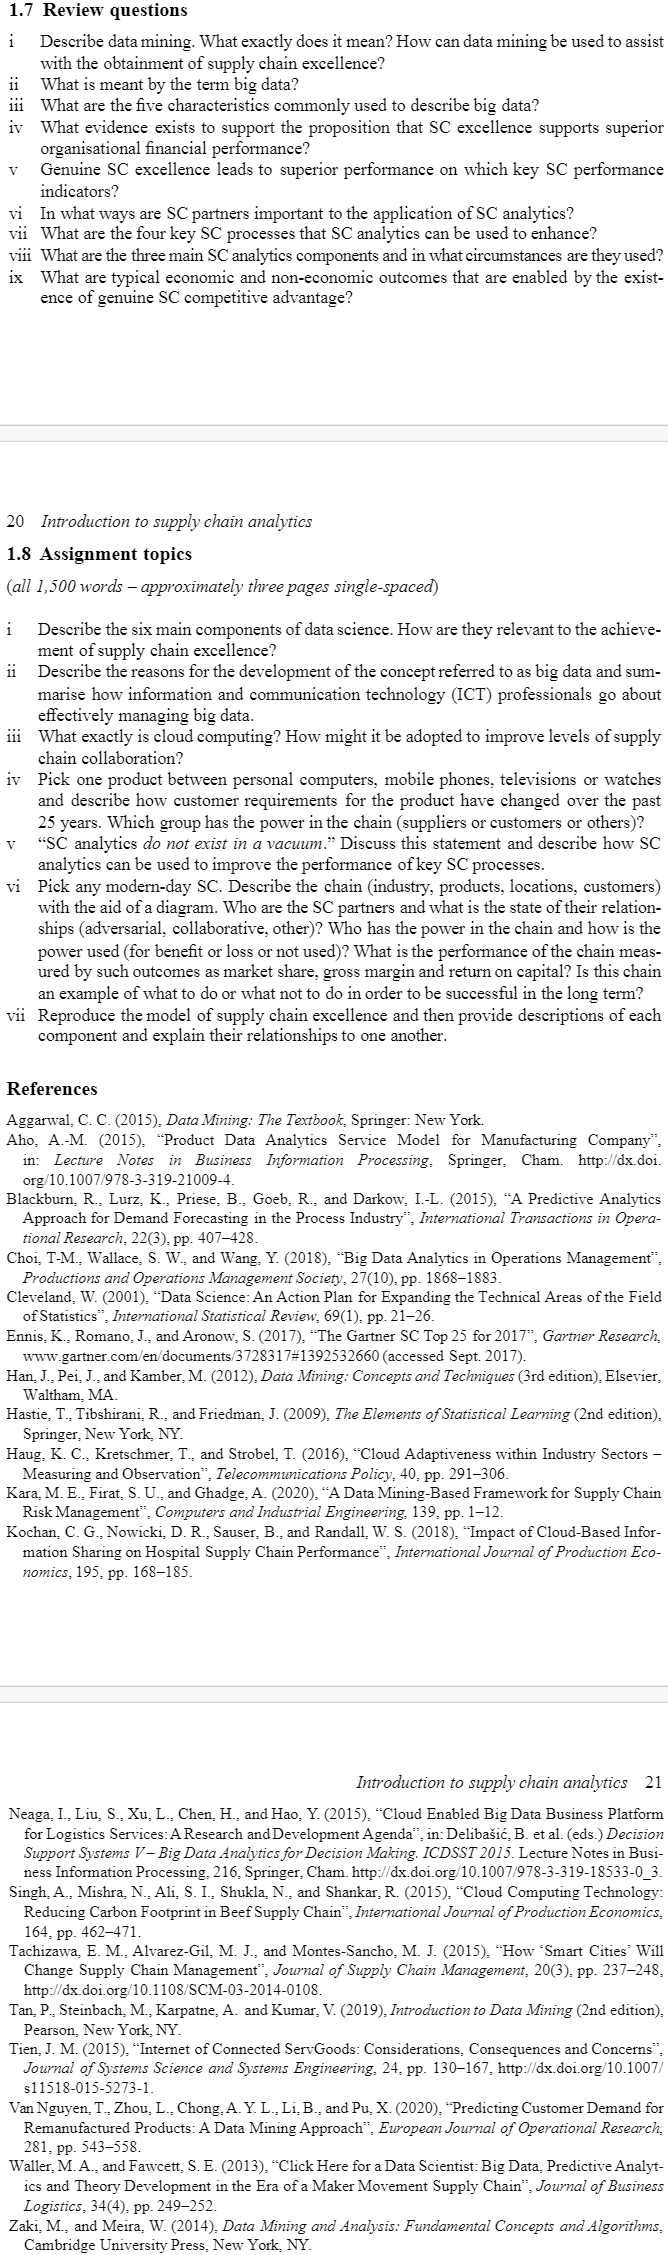 1.7 Review questions
i Describe data mining. What exactly does it mean? How can data mining be used to assist
with the obtainment of supply chain excellence?
ii What is meant by the term big data?
iii What are the five characteristics commonly used to describe big data?
iv What evidence exists to support the proposition that SC excellence supports superior
organisational financial performance?
v Genuine SC excellence leads to superior performance on which key SC performance
indicators?
vi In what ways are SC partners important to the application of SC analytics?
vii What are the four key SC processes that SC analytics can be used to enhance?
viii What are the three main SC analytics components and in what circumstances are they used?
ix What are typical economic and non-economic outcomes that are enabled by the exist-
ence of genuine SC competitive advantage?
20 Introduction to supply chain analytics
1.8 Assignment topics
(all 1,500 words – approximately three pages single-spaced)
i Describe the six main components of data science. How are they relevant to the achieve-
ment of supply chain excellence?
ii Describe the reasons for the development of the concept referred to as big data and sum-
marise how information and communication technology (ICT) professionals go about
effectively managing big data.
iii What exactly is cloud computing? How might it be adopted to improve levels of supply
chain collaboration?
iv Pick one product between personal computers, mobile phones, televisions or watches
and describe how customer requirements for the product have changed over the past
25 years. Which group has the power in the chain (suppliers or customers or others)?
v “SC analytics do not exist in a vacuum.” Discuss this statement and describe how SC
analytics can be used to improve the performance of key SC processes.
vi Pick any modern-day SC. Describe the chain (industry, products, locations, customers)
with the aid of a diagram. Who are the SC partners and what is the state of their relation-
ships (adversarial, collaborative, other)? Who has the power in the chain and how is the
power used (for benefit or loss or not used)? What is the performance of the chain meas-
ured by such outcomes as market share, gross margin and return on capital? Is this chain
an example of what to do or what not to do in order to be successful in the long term?
vii Reproduce the model of supply chain excellence and then provide descriptions of each
component and explain their relationships to one another.
References
Aggarwal, C. C. (2015), Data Mining: The Textbook, Springer: New York.
Aho, A.-M. (2015), “Product Data Analytics Service Model for Manufacturing Company”,
in: Lecture Notes in Business Information Processing, Springer, Cham. http://dx.doi.
org/10.1007/978-3-319-21009-4.
Blackburn, R., Lurz, K., Priese, B., Goeb, R., and Darkow, I.-L. (2015), “A Predictive Analytics
Approach for Demand Forecasting in the Process Industry”, International Transactions in Opera-
tional Research, 22(3), pp. 407–428.
Choi, T-M., Wallace, S. W., and Wang, Y. (2018), “Big Data Analytics in Operations Management”,
Productions and Operations Management Society, 27(10), pp. 1868–1883.
Cleveland, W. (2001), “Data Science: An Action Plan for Expanding the Technical Areas of the Field
of Statistics”, International Statistical Review, 69(1), pp. 21–26.
Ennis, K., Romano, J., and Aronow, S. (2017), “The Gartner SC Top 25 for 2017”, Gartner Research,
www.gartner.com/en/documents/3728317#1392532660 (accessed Sept. 2017).
Han, J., Pei, J., and Kamber, M. (2012), Data Mining: Concepts and Techniques (3rd edition), Elsevier,
Waltham, MA.
Hastie, T., Tibshirani, R., and Friedman, J. (2009), The Elements of Statistical Learning (2nd edition),
Springer, New York, NY.
Haug, K. C., Kretschmer, T., and Strobel, T. (2016), “Cloud Adaptiveness within Industry Sectors –
Measuring and Observation”, Telecommunications Policy, 40, pp. 291–306.
Kara, M. E., Firat, S. U., and Ghadge, A. (2020), “A Data Mining-Based Framework for Supply Chain
Risk Management”, Computers and Industrial Engineering, 139, pp. 1–12.
Kochan, C. G., Nowicki, D. R., Sauser, B., and Randall, W. S. (2018), “Impact of Cloud-Based Infor-
mation Sharing on Hospital Supply Chain Performance”, International Journal of Production Eco-
nomics, 195, pp. 168–185.
Introduction to supply chain analytics 21
Neaga, I., Liu, S., Xu, L., Chen, H., and Hao, Y. (2015), “Cloud Enabled Big Data Business Platform
for Logistics Services: A Research and Development Agenda”, in: Delibašić, B. et al. (eds.) Decision
Support Systems V – Big Data Analytics for Decision Making. ICDSST 2015. Lecture Notes in Busi-
ness Information Processing, 216, Springer, Cham. http://dx.doi.org/10.1007/978-3-319-18533-0_3.
Singh, A., Mishra, N., Ali, S. I., Shukla, N., and Shankar, R. (2015), “Cloud Computing Technology:
Reducing Carbon Footprint in Beef Supply Chain”, International Journal of Production Economics,
164, pp. 462–471.
Tachizawa, E. M., Alvarez-Gil, M. J., and Montes-Sancho, M. J. (2015), “How ‘Smart Cities’ Will
Change Supply Chain Management”, Journal of Supply Chain Management, 20(3), pp. 237–248,
http://dx.doi.org/10.1108/SCM-03-2014-0108.
Tan, P., Steinbach, M., Karpatne, A. and Kumar, V. (2019), Introduction to Data Mining (2nd edition),
Pearson, New York, NY.
Tien, J. M. (2015), “Internet of Connected ServGoods: Considerations, Consequences and Concerns”,
Journal of Systems Science and Systems Engineering, 24, pp. 130–167, http://dx.doi.org/10.1007/
s11518-015-5273-1.
Van Nguyen, T., Zhou, L., Chong, A. Y. L., Li, B., and Pu, X. (2020), “Predicting Customer Demand for
Remanufactured Products: A Data Mining Approach”, European Journal of Operational Research,
281, pp. 543–558.
Waller, M. A., and Fawcett, S. E. (2013), “Click Here for a Data Scientist: Big Data, Predictive Analyt-
ics and Theory Development in the Era of a Maker Movement Supply Chain”, Journal of Business
Logistics, 34(4), pp. 249–252.
Zaki, M., and Meira, W. (2014), Data Mining and Analysis: Fundamental Concepts and Algorithms,
Cambridge University Press, New York, NY.